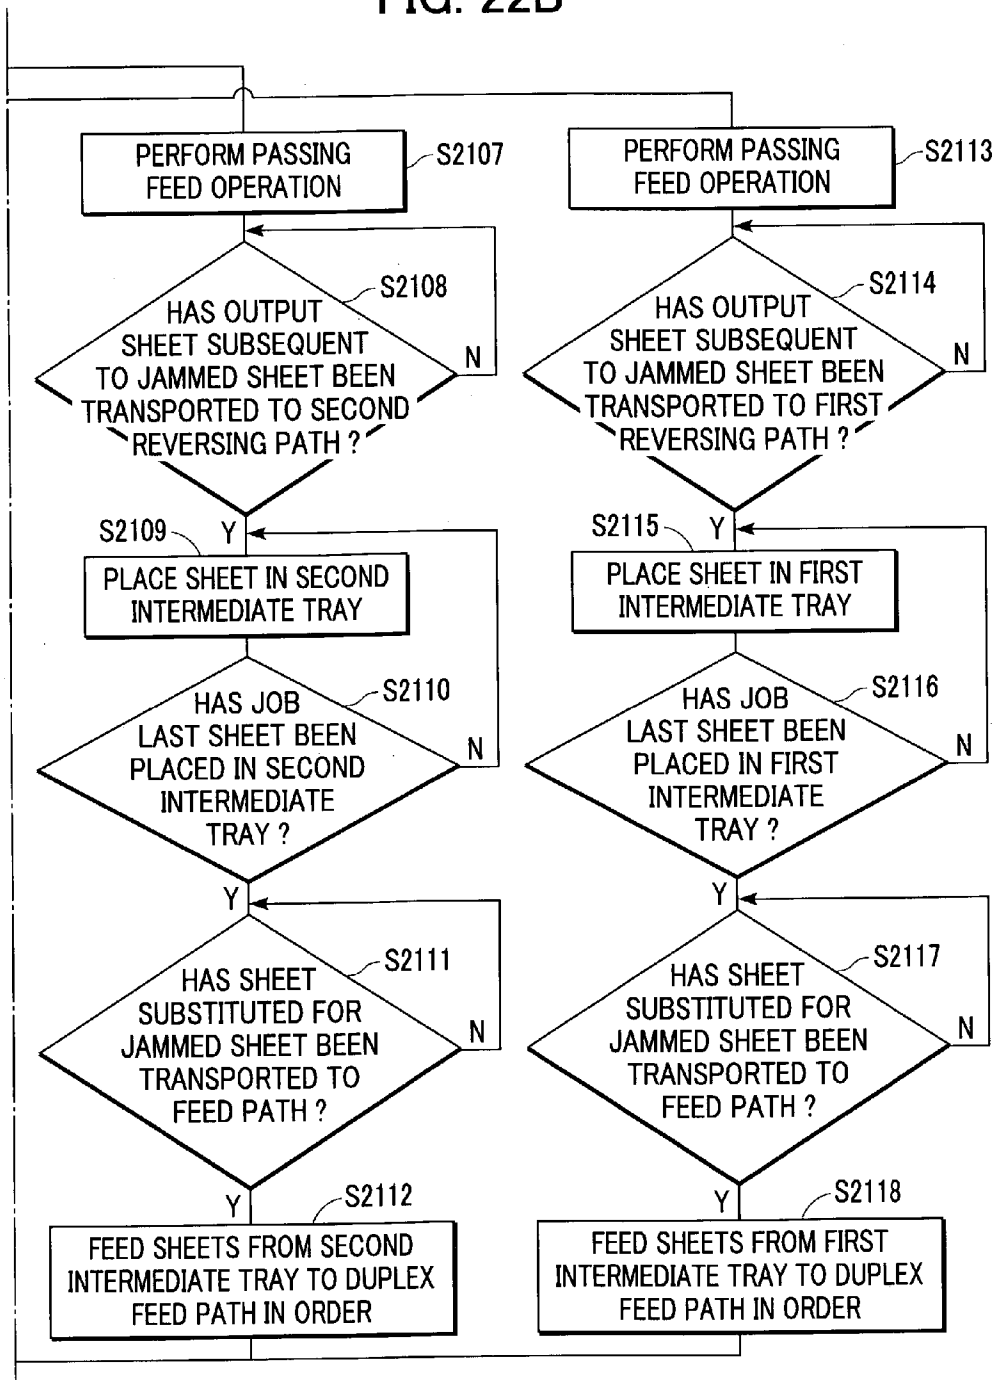 FIG. 22B
PERFORM PASSING
FEED OPERATION
S2107
S2108
HAS OUTPUT
SHEET SUBSEQUENT
TO JAMMED SHEET BEEN
TRANSPORTED TO SECOND
REVERSING PATH ?
N
Y
S2109
PLACE SHEET IN SECOND
INTERMEDIATE TRAY
S2110
HAS JOB
LAST SHEET BEEN
PLACED IN SECOND
INTERMEDIATE
TRAY ?
N
Y
S2111
HAS SHEET
SUBSTITUTED FOR
JAMMED SHEET BEEN
TRANSPORTED TO
FEED PATH ?
N
Y
S2112
FEED SHEETS FROM SECOND
INTERMEDIATE TRAY TO DUPLEX
FEED PATH IN ORDER
PERFORM PASSING
FEED OPERATION
S2113
S2114
HAS OUTPUT
SHEET SUBSEQUENT
TO JAMMED SHEET BEEN
TRANSPORTED TO FIRST
REVERSING PATH ?
N
Y
S2115
PLACE SHEET IN FIRST
INTERMEDIATE TRAY
S2116
HAS JOB
LAST SHEET BEEN
PLACED IN FIRST
INTERMEDIATE
TRAY ?
N
Y
S2117
HAS SHEET
SUBSTITUTED FOR
JAMMED SHEET BEEN
TRANSPORTED TO
FEED PATH ?
N
Y
S2118
FEED SHEETS FROM FIRST
INTERMEDIATE TRAY TO DUPLEX
FEED PATH IN ORDER